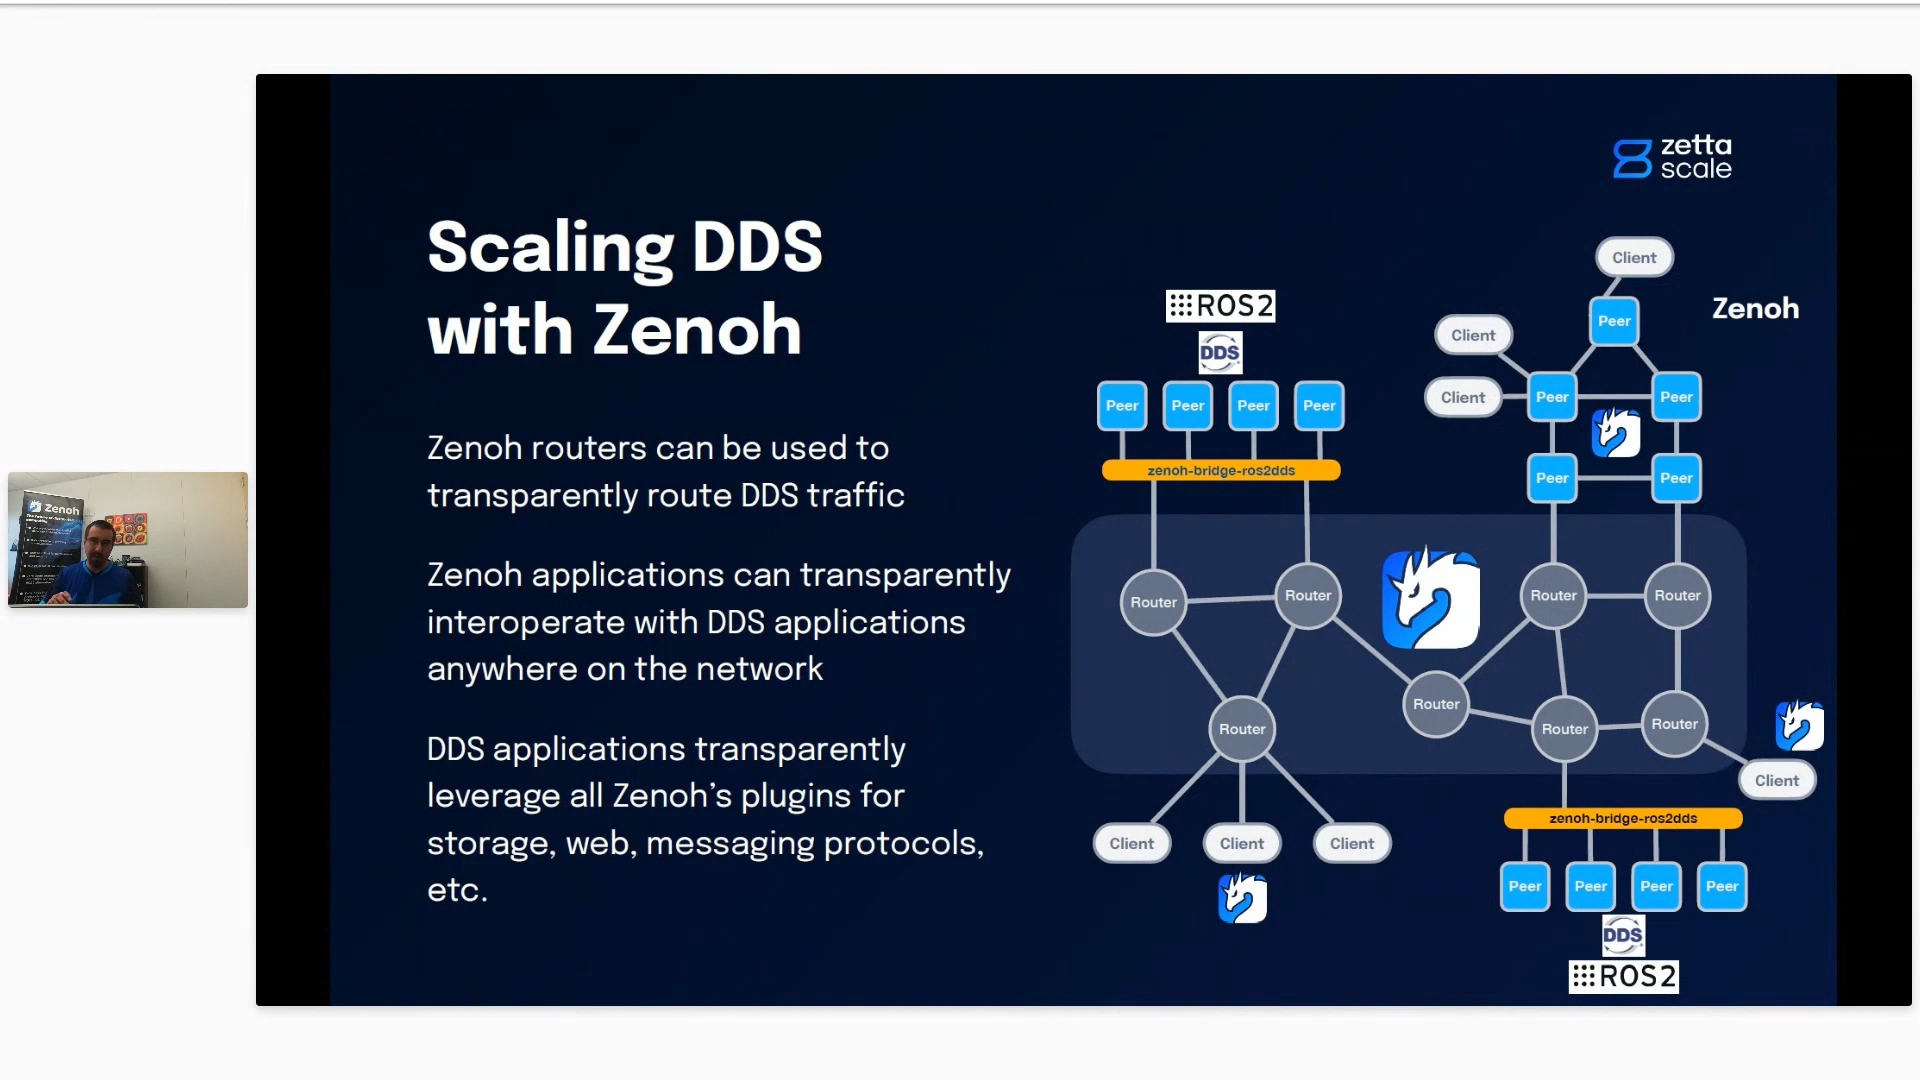 zetta
scale
Scaling DDS
with Zenoh
Zenoh routers can be used to
transparently route DDS traffic
Zenoh applications can transparently
interoperate with DDS applications
anywhere on the network
DDS applications transparently
leverage all Zenoh’s plugins for
storage, web, messaging protocols,
etc.
ROS2
DDS
Peer Peer Peer Peer
zenoh-bridge-ros2dds
Client
Zenoh
Peer
Client
Client
Peer
Peer
Peer
Peer
Router
Router
Router
Router
Router
Router
Router
Router
Client
Client
Client
Client
zenoh-bridge-ros2dds
Peer Peer Peer Peer
DDS
ROS2
Zenoh